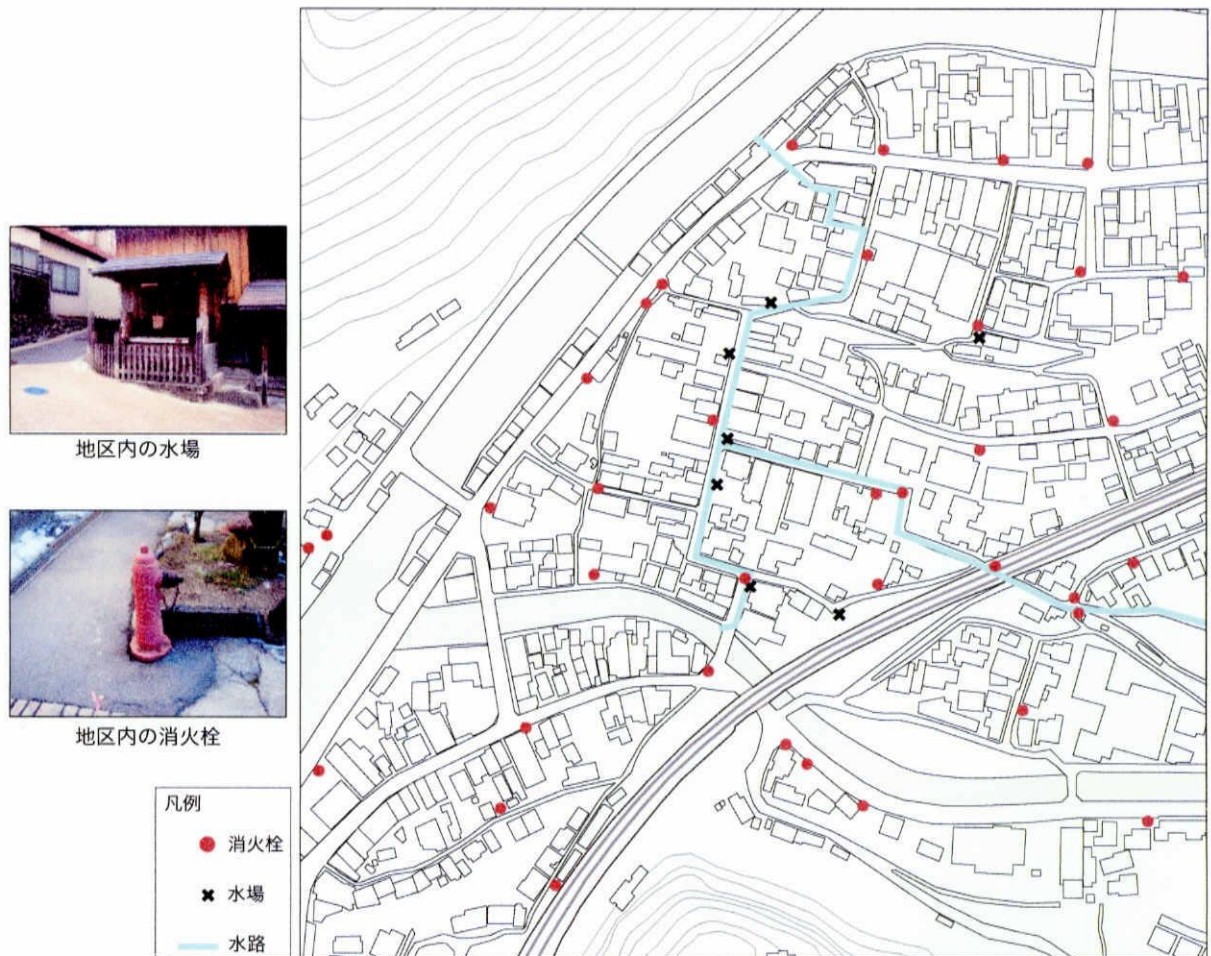 地区内の水場
地区内の消火栓
凡例
消火栓
水場
水路